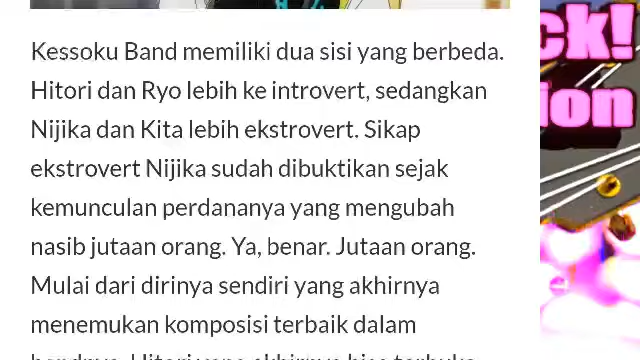 Kessoku Band memiliki dua sisi yang berbeda.
Hitori dan Ryo lebih ke introvert, sedangkan
Nijika dan Kita lebih ekstrovert. Sikap
ekstrovert Nijika sudah dibuktikan sejak
kemunculan perdananya yang mengubah
nasib jutaan orang. Ya, benar. Jutaan orang.
Mulai dari dirinya sendiri yang akhirnya
menemukan komposisi terbaik dalam
ck!
ion